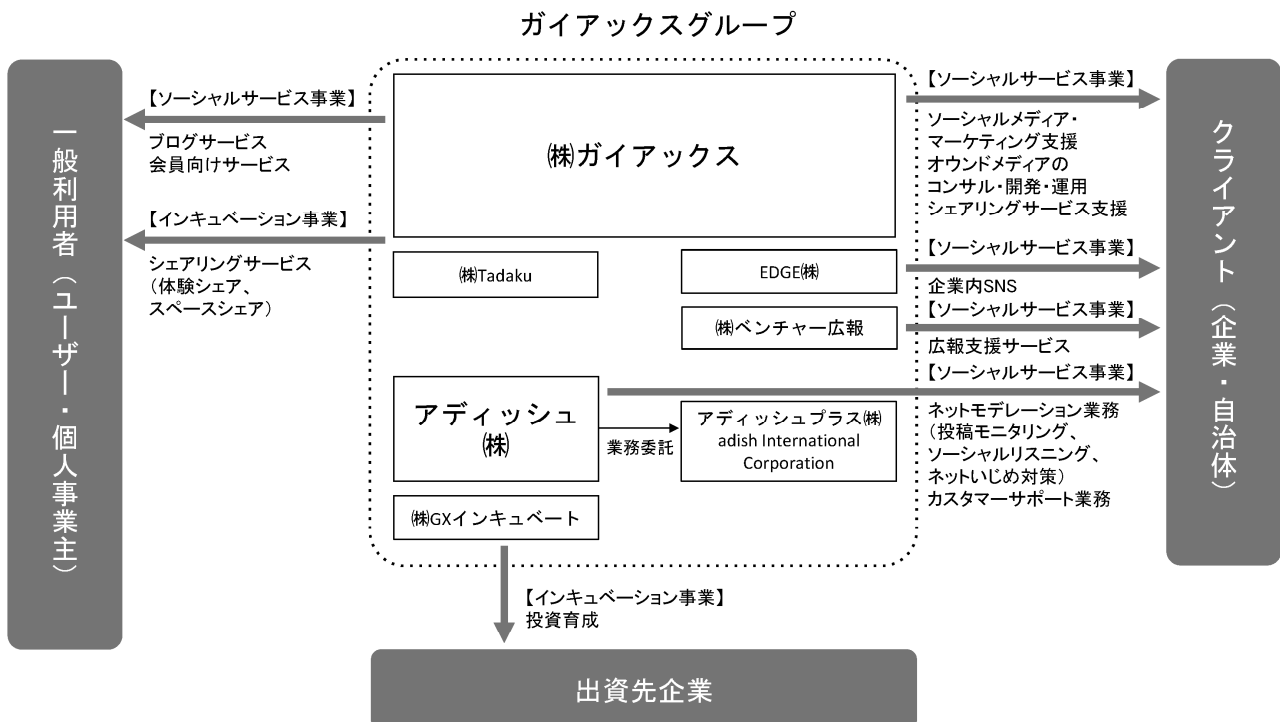 ガイアックスグループ
一般利用者（ユーザー・個人事業主）
【ソーシャルサービス事業】
ブログサービス
会員向けサービス
【インキュベーション事業】
シェアリングサービス
（体験シェア、
スペースシェア）
㈱ガイアックス
㈱Tadaku
EDGE㈱
㈱ベンチャー広報
アディッシュ
㈱
業務委託
アディッシュプラス㈱
adish International
Corporation
㈱GXインキュベート
【ソーシャルサービス事業】
ソーシャルメディア・
マーケティング支援
オウンドメディアの
コンサル・開発・運用
シェアリングサービス支援
【ソーシャルサービス事業】
企業内SNS
【ソーシャルサービス事業】
広報支援サービス
【ソーシャルサービス事業】
ネットモデレーション業務
（投稿モニタリング、
ソーシャルリスニング、
ネットいじめ対策）
カスタマーサポート業務
クライアント（企業・自治体）
【インキュベーション事業】
投資育成
出資先企業